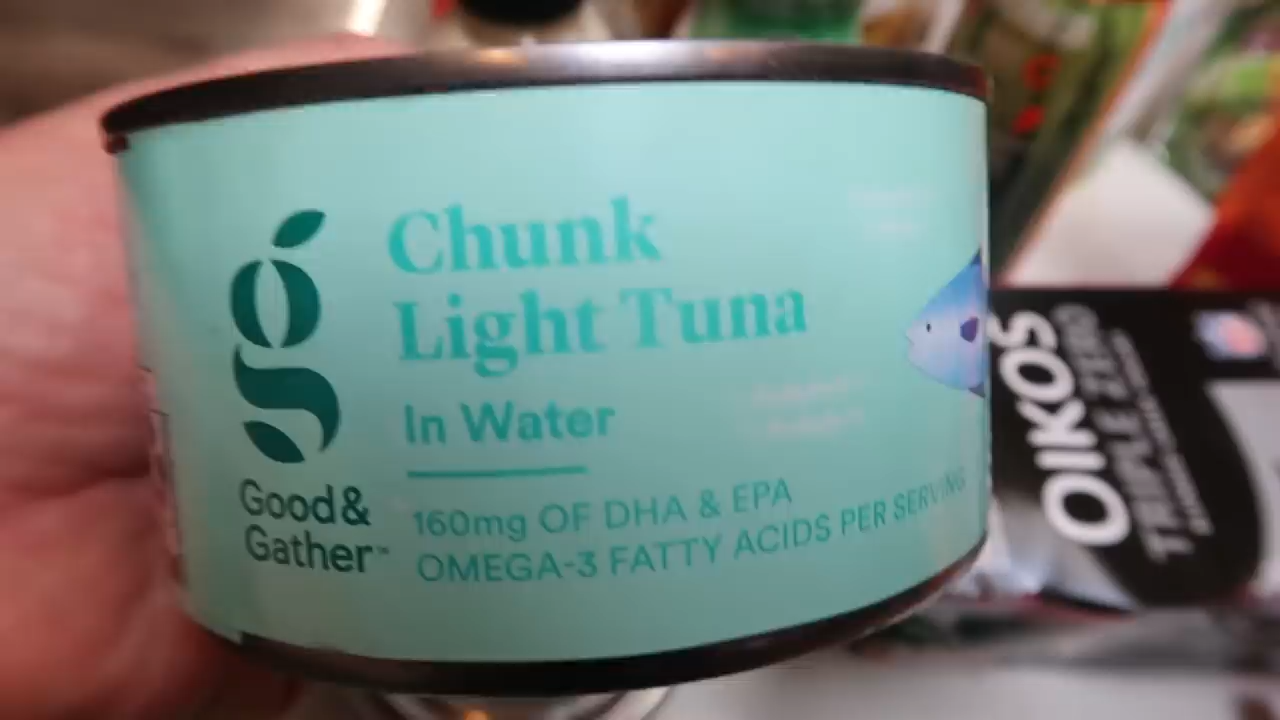 Chunk
Light Tuna
In Water
Good&
Gather™
160mg OF DHA & EPA
OMEGA-3 FATTY ACIDS PER SERVING
OIKOS
TRIPLE ZERO